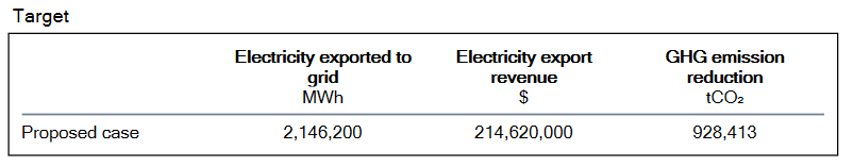 Target
Electricity exported to Electricity export GHG emission
grid revenue reduction
MWh $ tCO₂
Proposed case 2,146,200 214,620,000 928,413